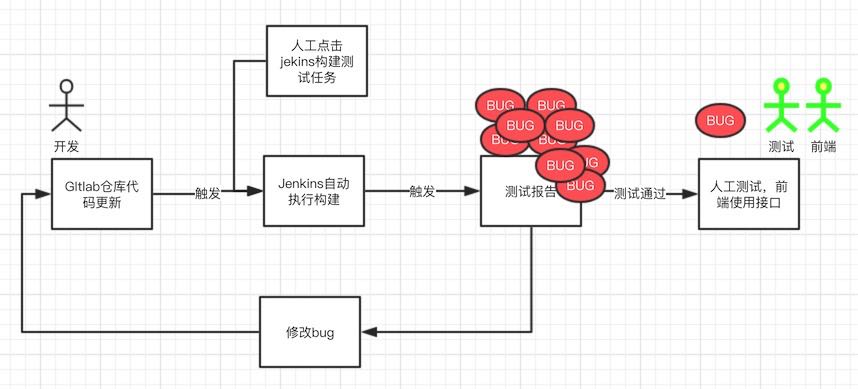 人工点击
jekins构建测
试任务
开发
BUG
BUG
BUG
BUG
BUG
BUG
BUG
BUG
BUG
BUG
测试
前端
GItlab仓库代
码更新
触发
Jenkins自动
执行构建
触发
测试报告
测试通过
人工测试，前
端使用接口
修改bug